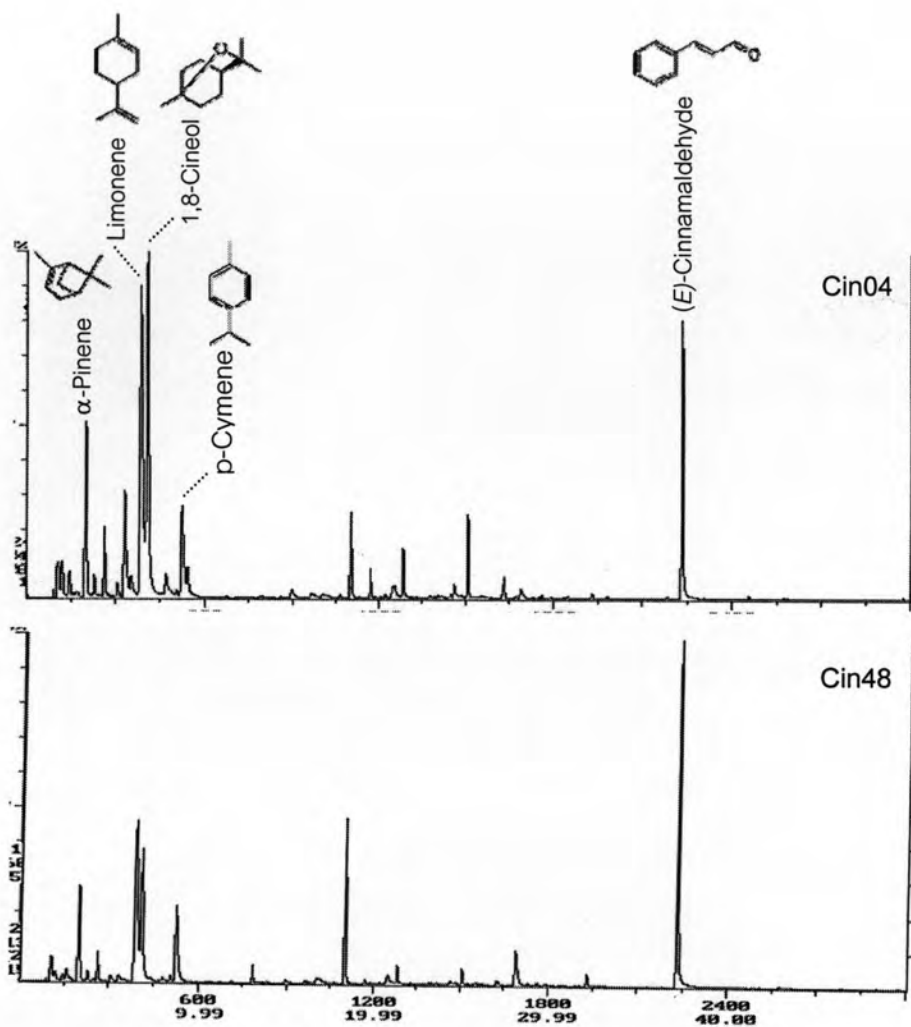 Limonene
1,8-Cineol
(E)-Cinnamaldehyde
α-Pinene
p-Cymene
Cin04
Cin48
600 1200 1800 2400
9.99 19.99 29.99 40.00